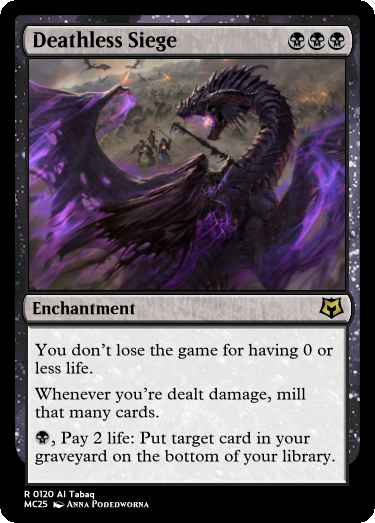 Deathless Siege
Enchantment
You don't lose the game for having 0 or
less life.
Whenever you're dealt damage, mill
that many cards.
, Pay 2 life: Put target card in your
graveyard on the bottom of your library.
R 0120 Al Tabaq
MC25 Anna Podedworna